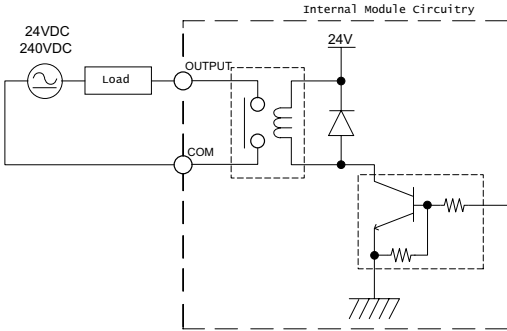 Internal Module Circuitry
24VDC
240VDC
24V
Load
OUTPUT
COM